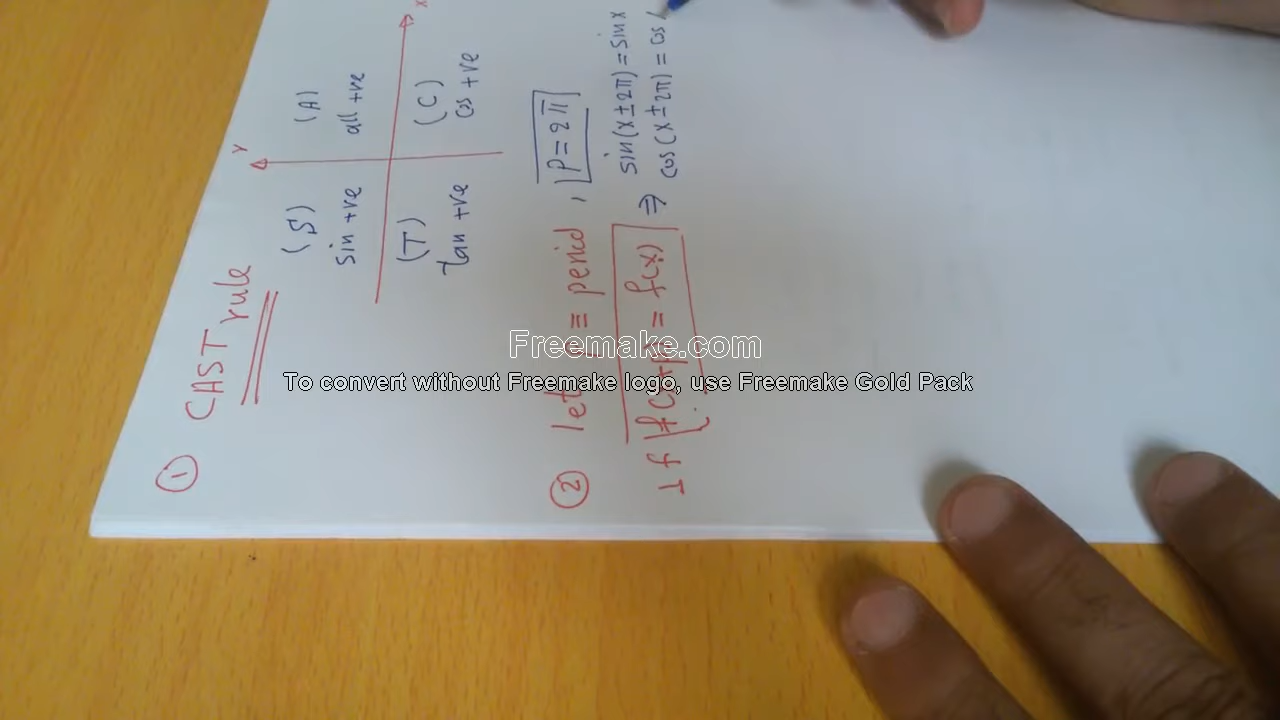 ① CAST rule
Y
(S) (A)
sin +ve all +ve
X
(T) (C)
tan +ve cos +ve
② let p ≡ period , P = 2π
If f(x+p) = f(x) ⇒ sin(x ± 2π) = sin x
cos(x ± 2π) = cos
Freemake.com
To convert without Freemake logo, use Freemake Gold Pack